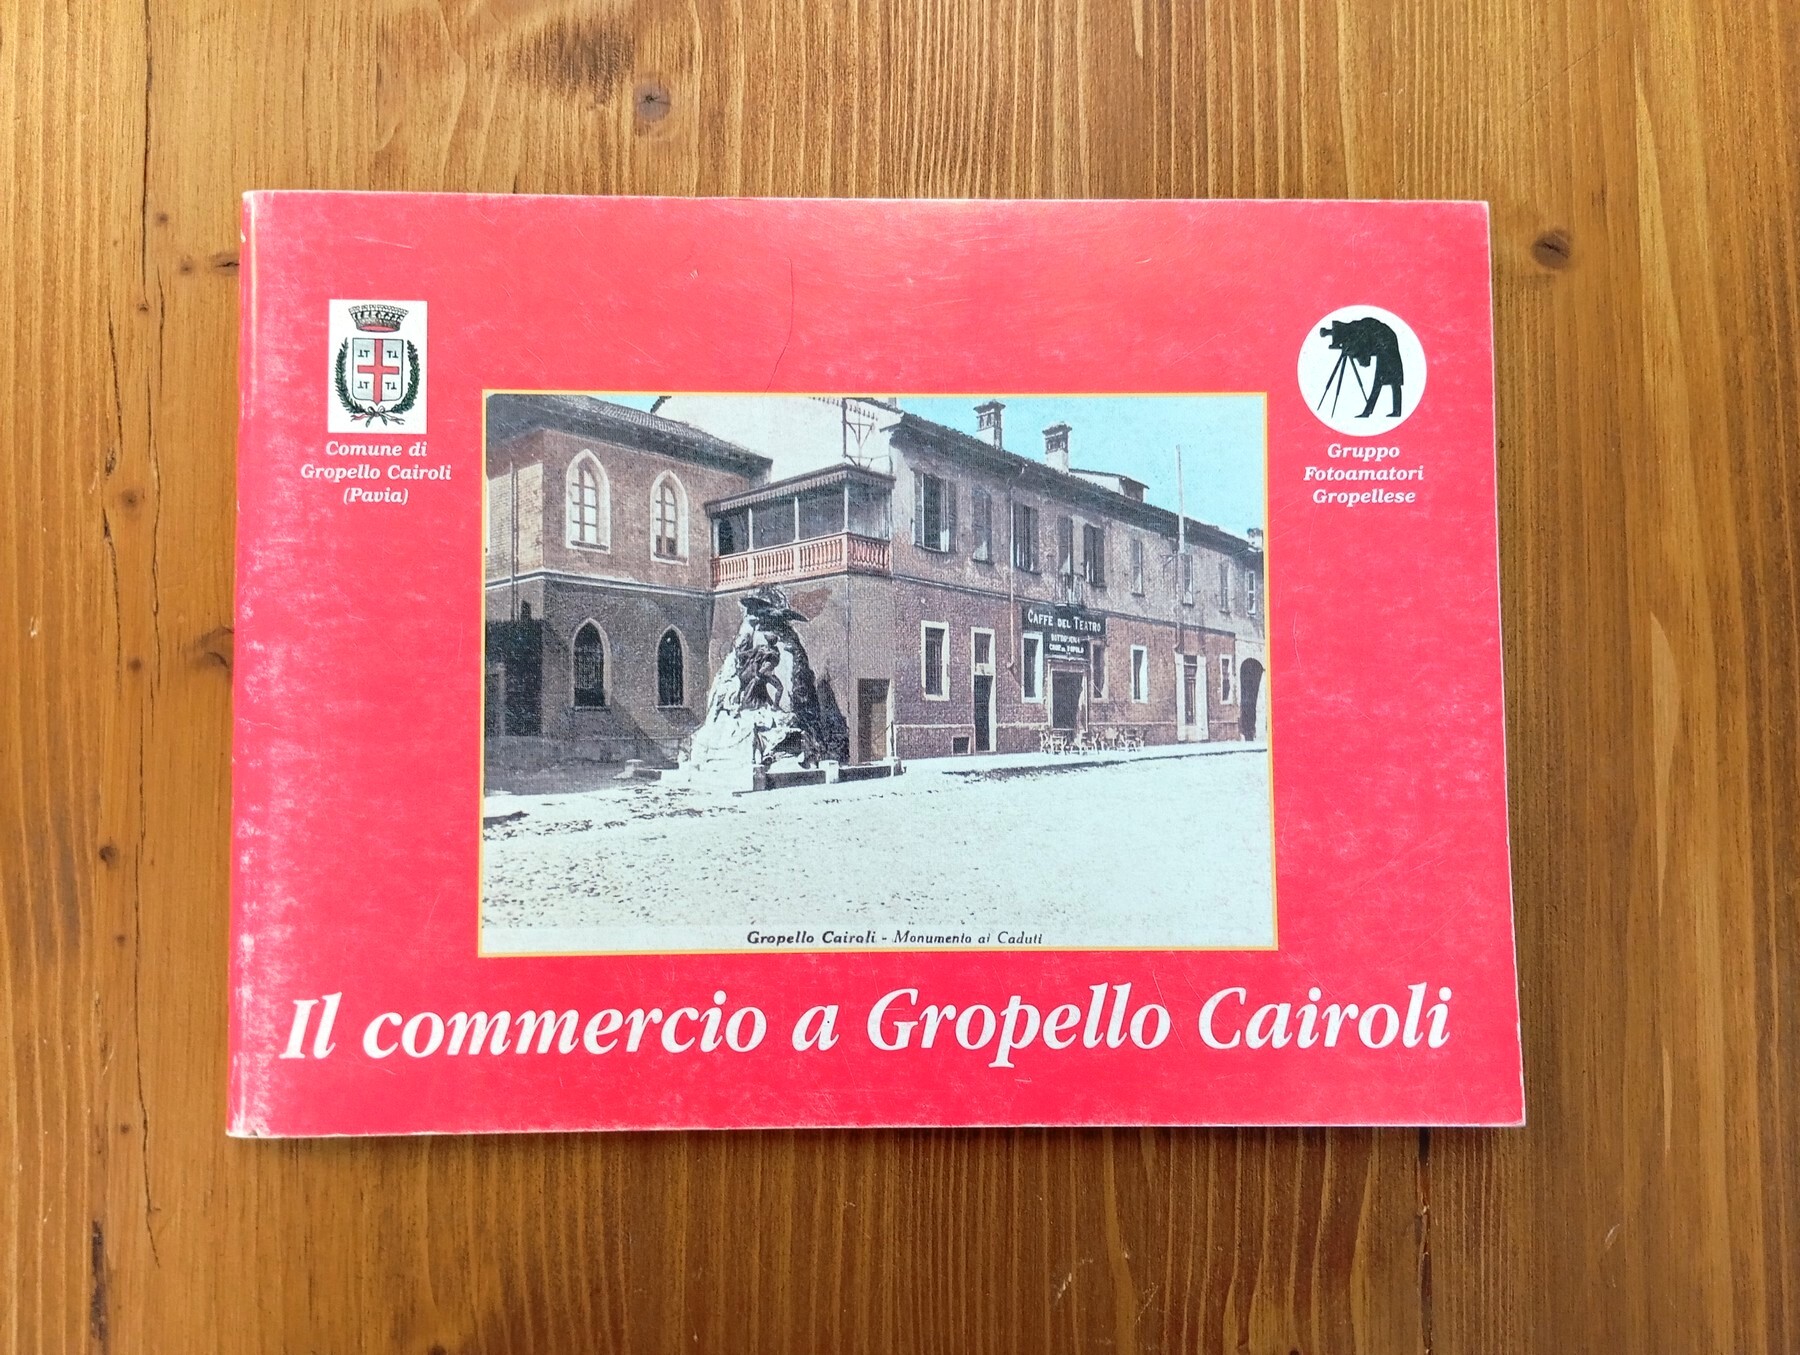 Comune di
Gropello Cairoli
(Pavia)
Gruppo
Fotoamatori
Gropellese
CAFFÈ DEL TEATRO
Gropello Cairoli - Monumento ai Caduti
Il commercio a Gropello Cairoli